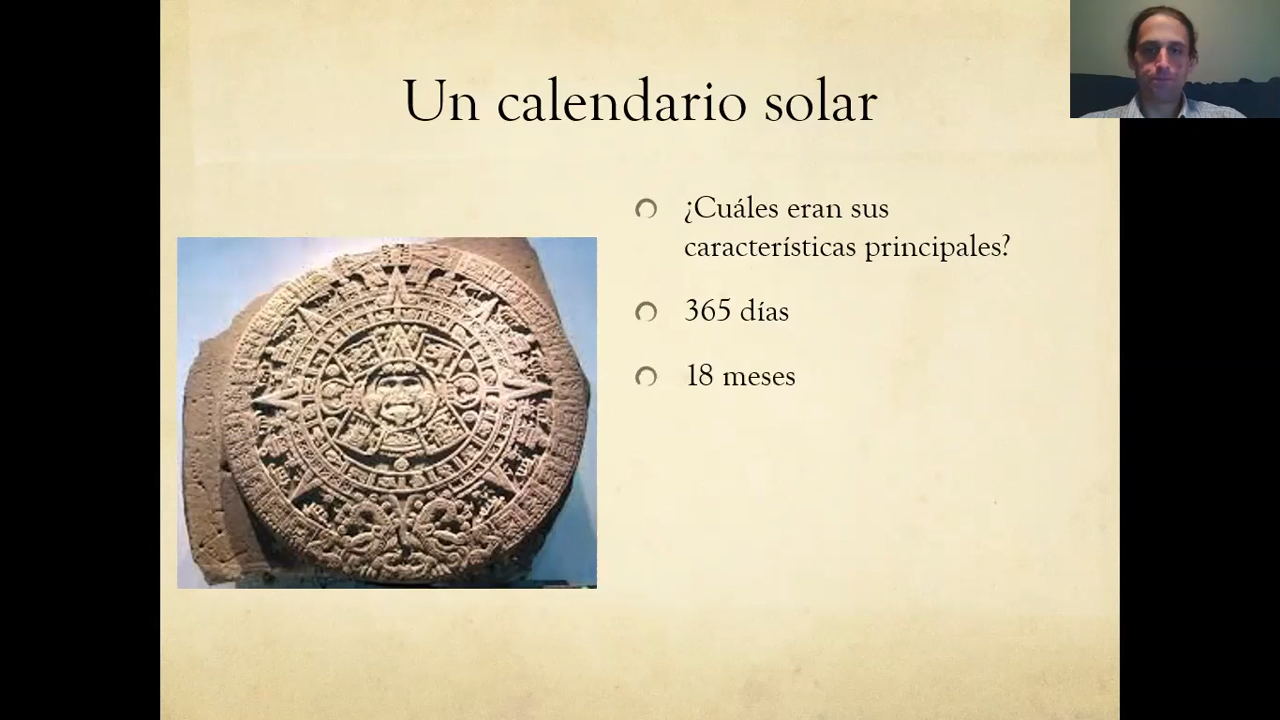 Un calendario solar
¿Cuáles eran sus
características principales?
365 días
18 meses